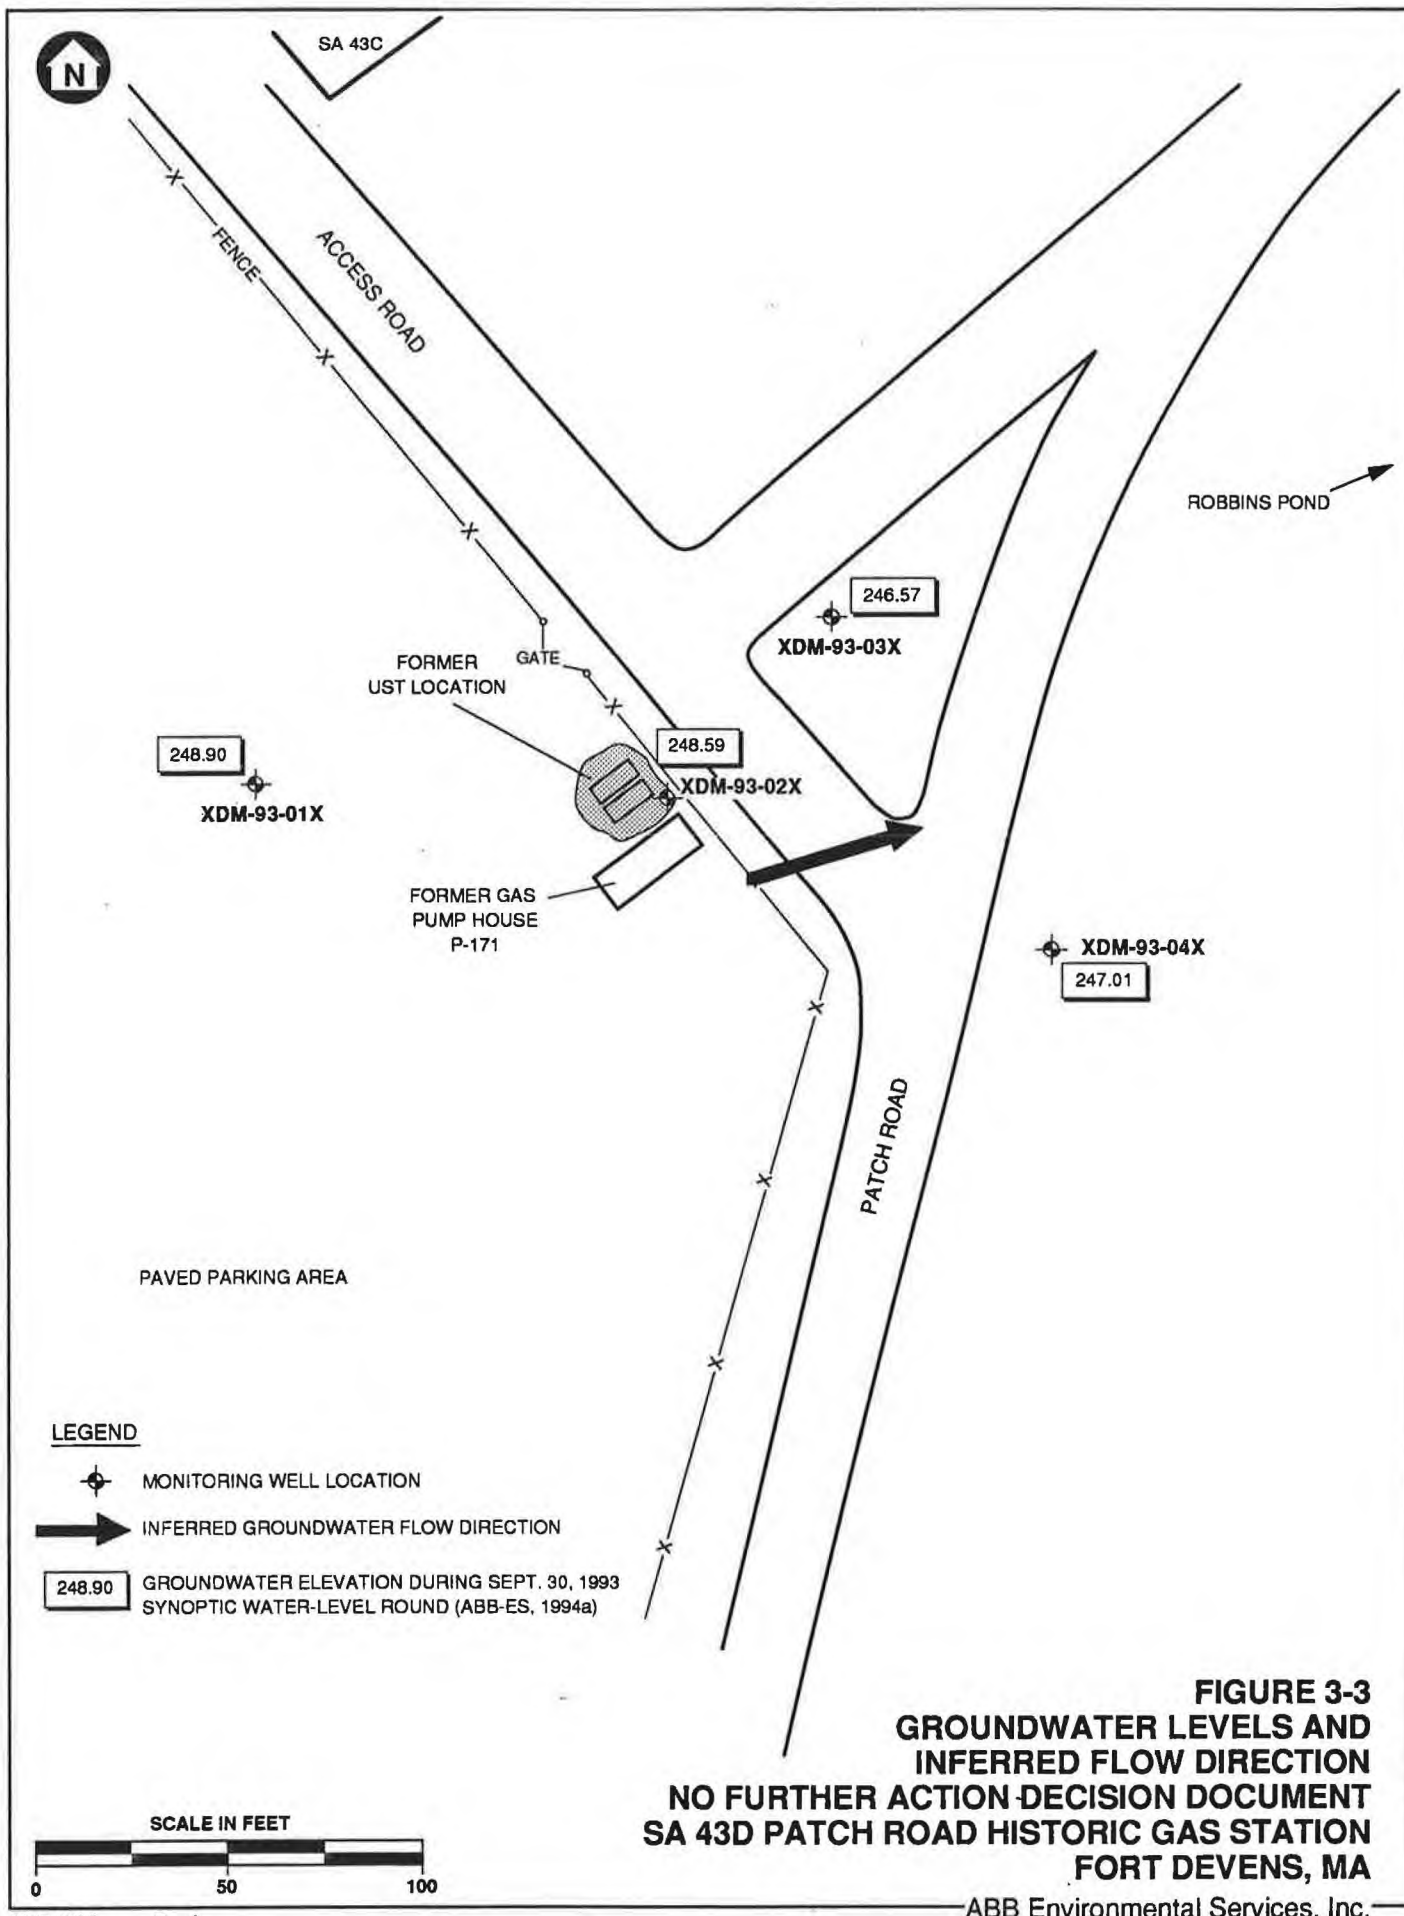 N
SA 43C
FENCE
ACCESS ROAD
ROBBINS POND
246.57
XDM-93-03X
GATE
FORMER
UST LOCATION
248.90
XDM-93-01X
248.59
XDM-93-02X
FORMER GAS
PUMP HOUSE
P-171
XDM-93-04X
247.01
PATCH ROAD
PAVED PARKING AREA
LEGEND
MONITORING WELL LOCATION
INFERRED GROUNDWATER FLOW DIRECTION
248.90
GROUNDWATER ELEVATION DURING SEPT. 30, 1993
SYNOPTIC WATER-LEVEL ROUND (ABB-ES, 1994a)
FIGURE 3-3
GROUNDWATER LEVELS AND
INFERRED FLOW DIRECTION
NO FURTHER ACTION DECISION DOCUMENT
SA 43D PATCH ROAD HISTORIC GAS STATION
FORT DEVENS, MA
SCALE IN FEET
0 50 100
ABB Environmental Services, Inc.